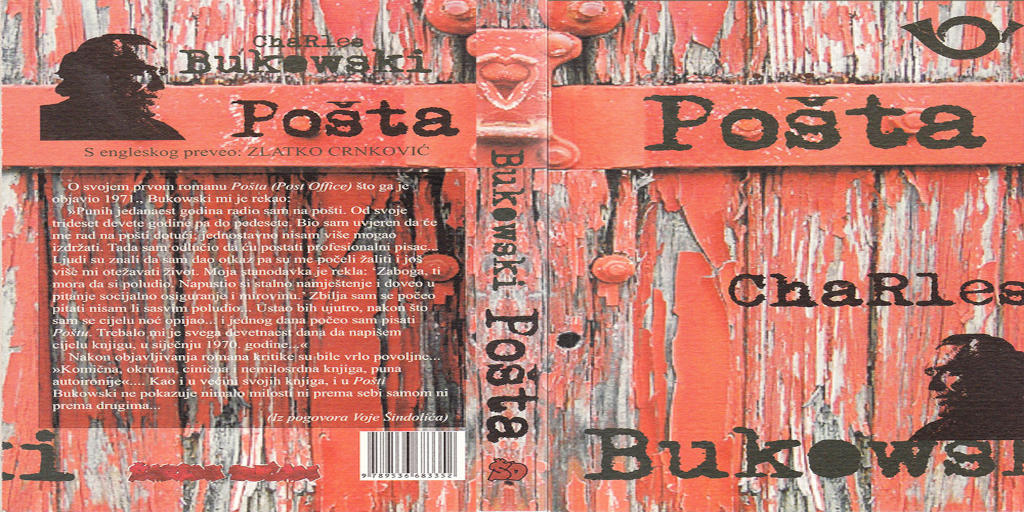 ChaRles
Bukowski
Pošta
S engleskog preveo: ZLATKO CRNKOVIĆ
O svojem prvom romanu Pošta (Post Office) što ga je
objavio 1971., Bukowski mi je rekao:
»Punih jedanaest godina radio sam na pošti. Od svoje
trideset devete godine pa do pedesete. Bio sam uvjeren da će
me rad na pošti dotući, jednostavno nisam više mogao
izdržati. Tada sam odlučio da ću postati profesionalni pisac...
Ljudi su znali da sam dao otkaz pa su me počeli žaliti i još
više mi otežavati život. Moja stanodavka je rekla: 'Zaboga, ti
mora da si poludio. Napustio si stalno namještenje i doveo u
pitanje socijalno osiguranje i mirovinu.' Zbilja sam se počeo
pitati nisam li sasvim poludio... Ustao bih ujutro, nakon što
sam se cijelu noć opijao... i jednog dana počeo sam pisati
Poštu. Trebalo mi je svega devetnaest dana da napišem
cijelu knjigu, u siječnju 1970. godine...«
Nakon objavljivanja romana kritike su bile vrlo povoljne...
»Komična, okrutna, cinična i nemilosrdna knjiga, puna
autoironije«.... Kao i u većini svojih knjiga, i u Pošti
Bukowski ne pokazuje nimalo milosti ni prema sebi samom ni
prema drugima...
(Iz pogovora Voje Šindolića)
ki
9 789536 683352
Bukowski Pošta
Pošta
ChaRles
Bukowski